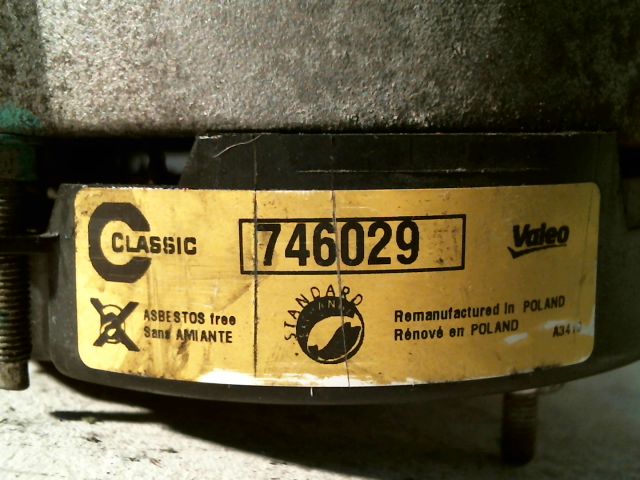 C CLASSIC
746029
Valeo
ASBESTOS free
Sans AMIANTE
STANDARD
Remanufactured in POLAND
Rénové en POLAND